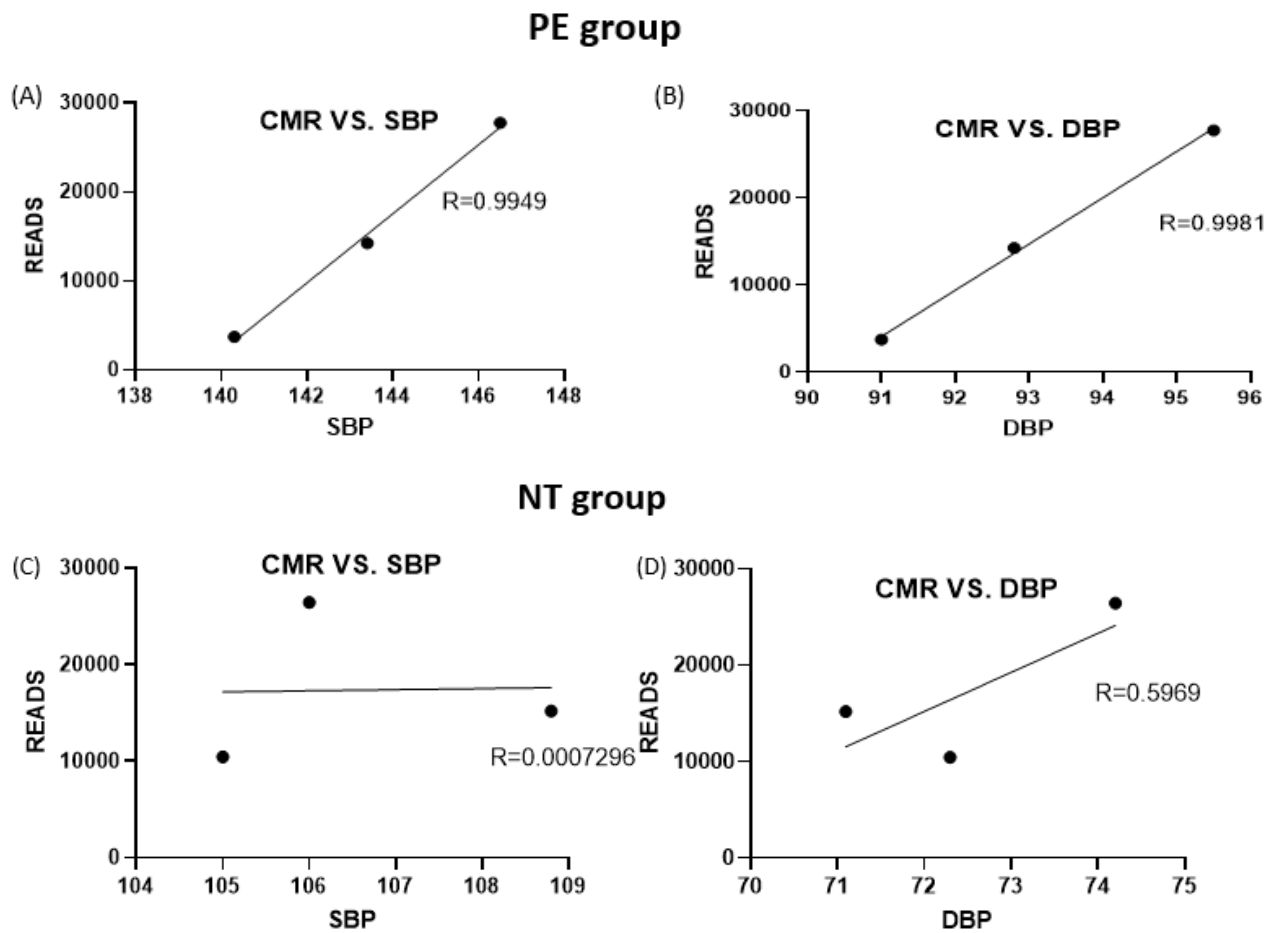 PE group
(A)
CMR VS. SBP
30000
20000
10000
0
READS
R=0.9949
138 140 142 144 146 148
SBP
(B)
CMR VS. DBP
30000
20000
10000
0
READS
R=0.9981
90 91 92 93 94 95 96
DBP
NT group
(C)
CMR VS. SBP
30000
20000
10000
0
READS
R=0.0007296
104 105 106 107 108 109
SBP
(D)
CMR VS. DBP
30000
20000
10000
0
READS
R=0.5969
70 71 72 73 74 75
DBP